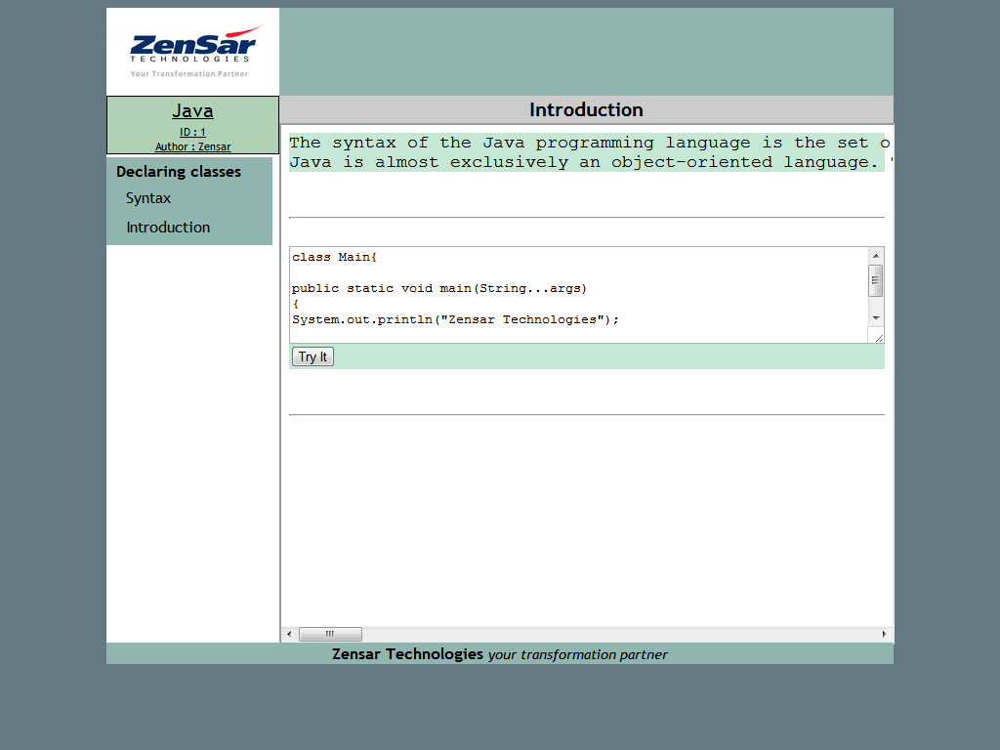 ZenSar
TECHNOLOGIES
Your Transformation Partner
Java
ID : 1
Author : Zensar
Declaring classes
Syntax
Introduction
Introduction
The syntax of the Java programming language is the set o
Java is almost exclusively an object-oriented language.
class Main{
public static void main(String...args)
{
System.out.println("Zensar Technologies");
Try It
Zensar Technologies your transformation partner